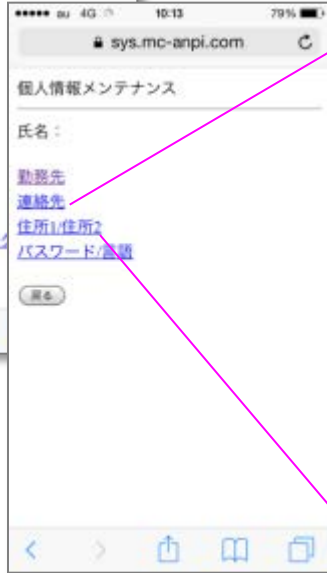 au 4G 10:13 79%
sys.mc-anpi.com
個人情報メンテナンス
氏名：
勤務先
連絡先
住所1/住所2
パスワード/言語
戻る